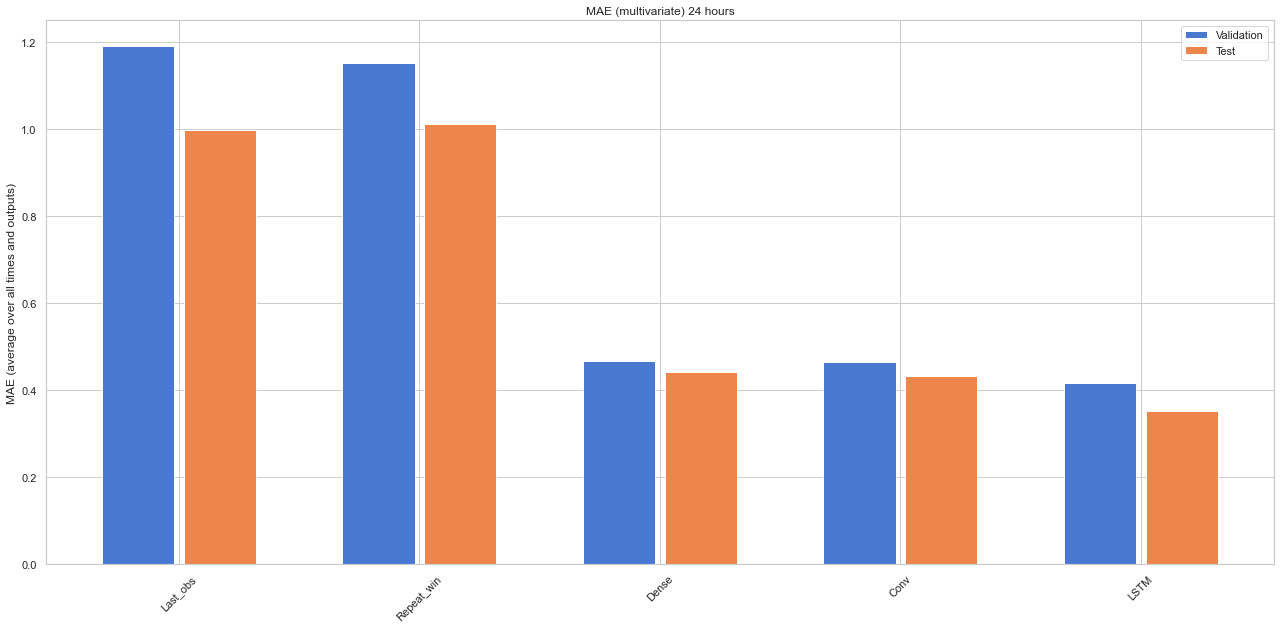 MAE (multivariate) 24 hours
Validation
Test
MAE (average over all times and outputs)
1.2
1.0
0.8
0.6
0.4
0.2
0.0
Last_obs
Repeat_win
Dense
Conv
LSTM